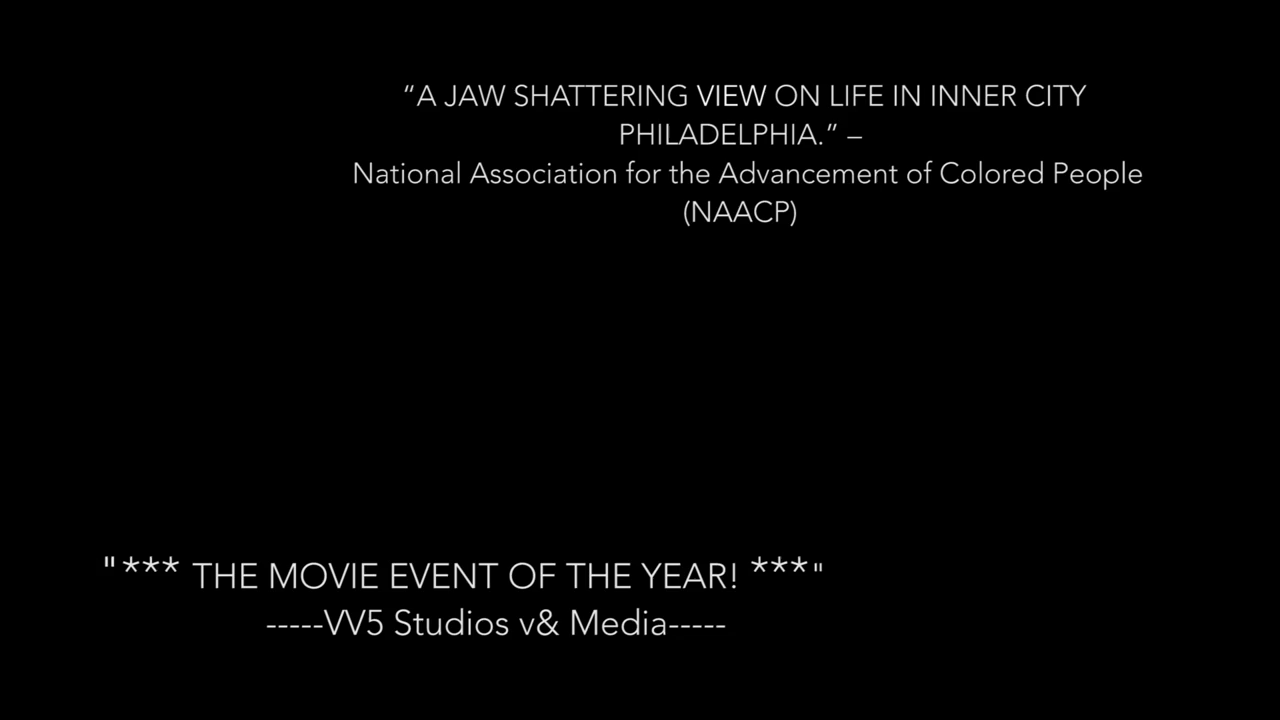 “A JAW SHATTERING VIEW ON LIFE IN INNER CITY
PHILADELPHIA.” –
National Association for the Advancement of Colored People
(NAACP)
"*** THE MOVIE EVENT OF THE YEAR! ***"
-----VV5 Studios v& Media-----